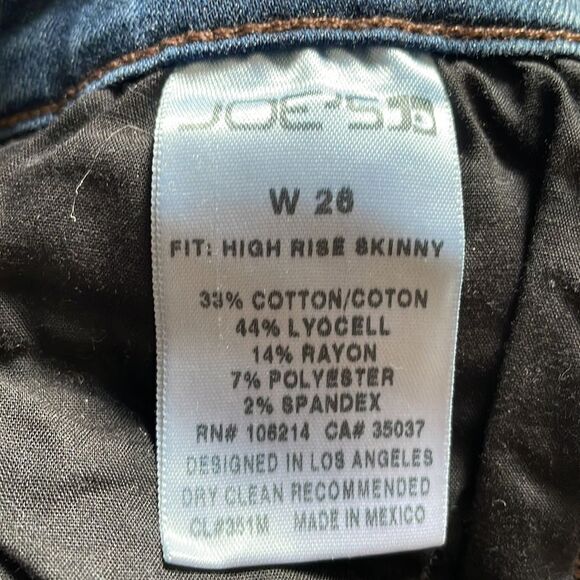 JOE'S
W 26
FIT: HIGH RISE SKINNY
33% COTTON/COTON
44% LYOCELL
14% RAYON
7% POLYESTER
2% SPANDEX
RN# 106214 CA# 35037
DESIGNED IN LOS ANGELES
DRY CLEAN RECOMMENDED
CL#351M MADE IN MEXICO